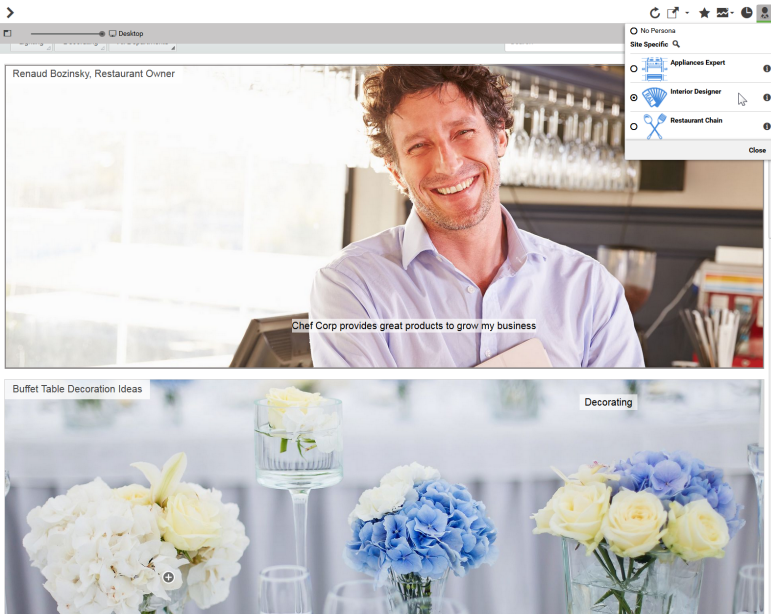 Desktop
No Persona
Site Specific
Appliances Expert
Interior Designer
Restaurant Chain
Close
Renaud Bozinsky, Restaurant Owner
Chef Corp provides great products to grow my business
Buffet Table Decoration Ideas
Decorating